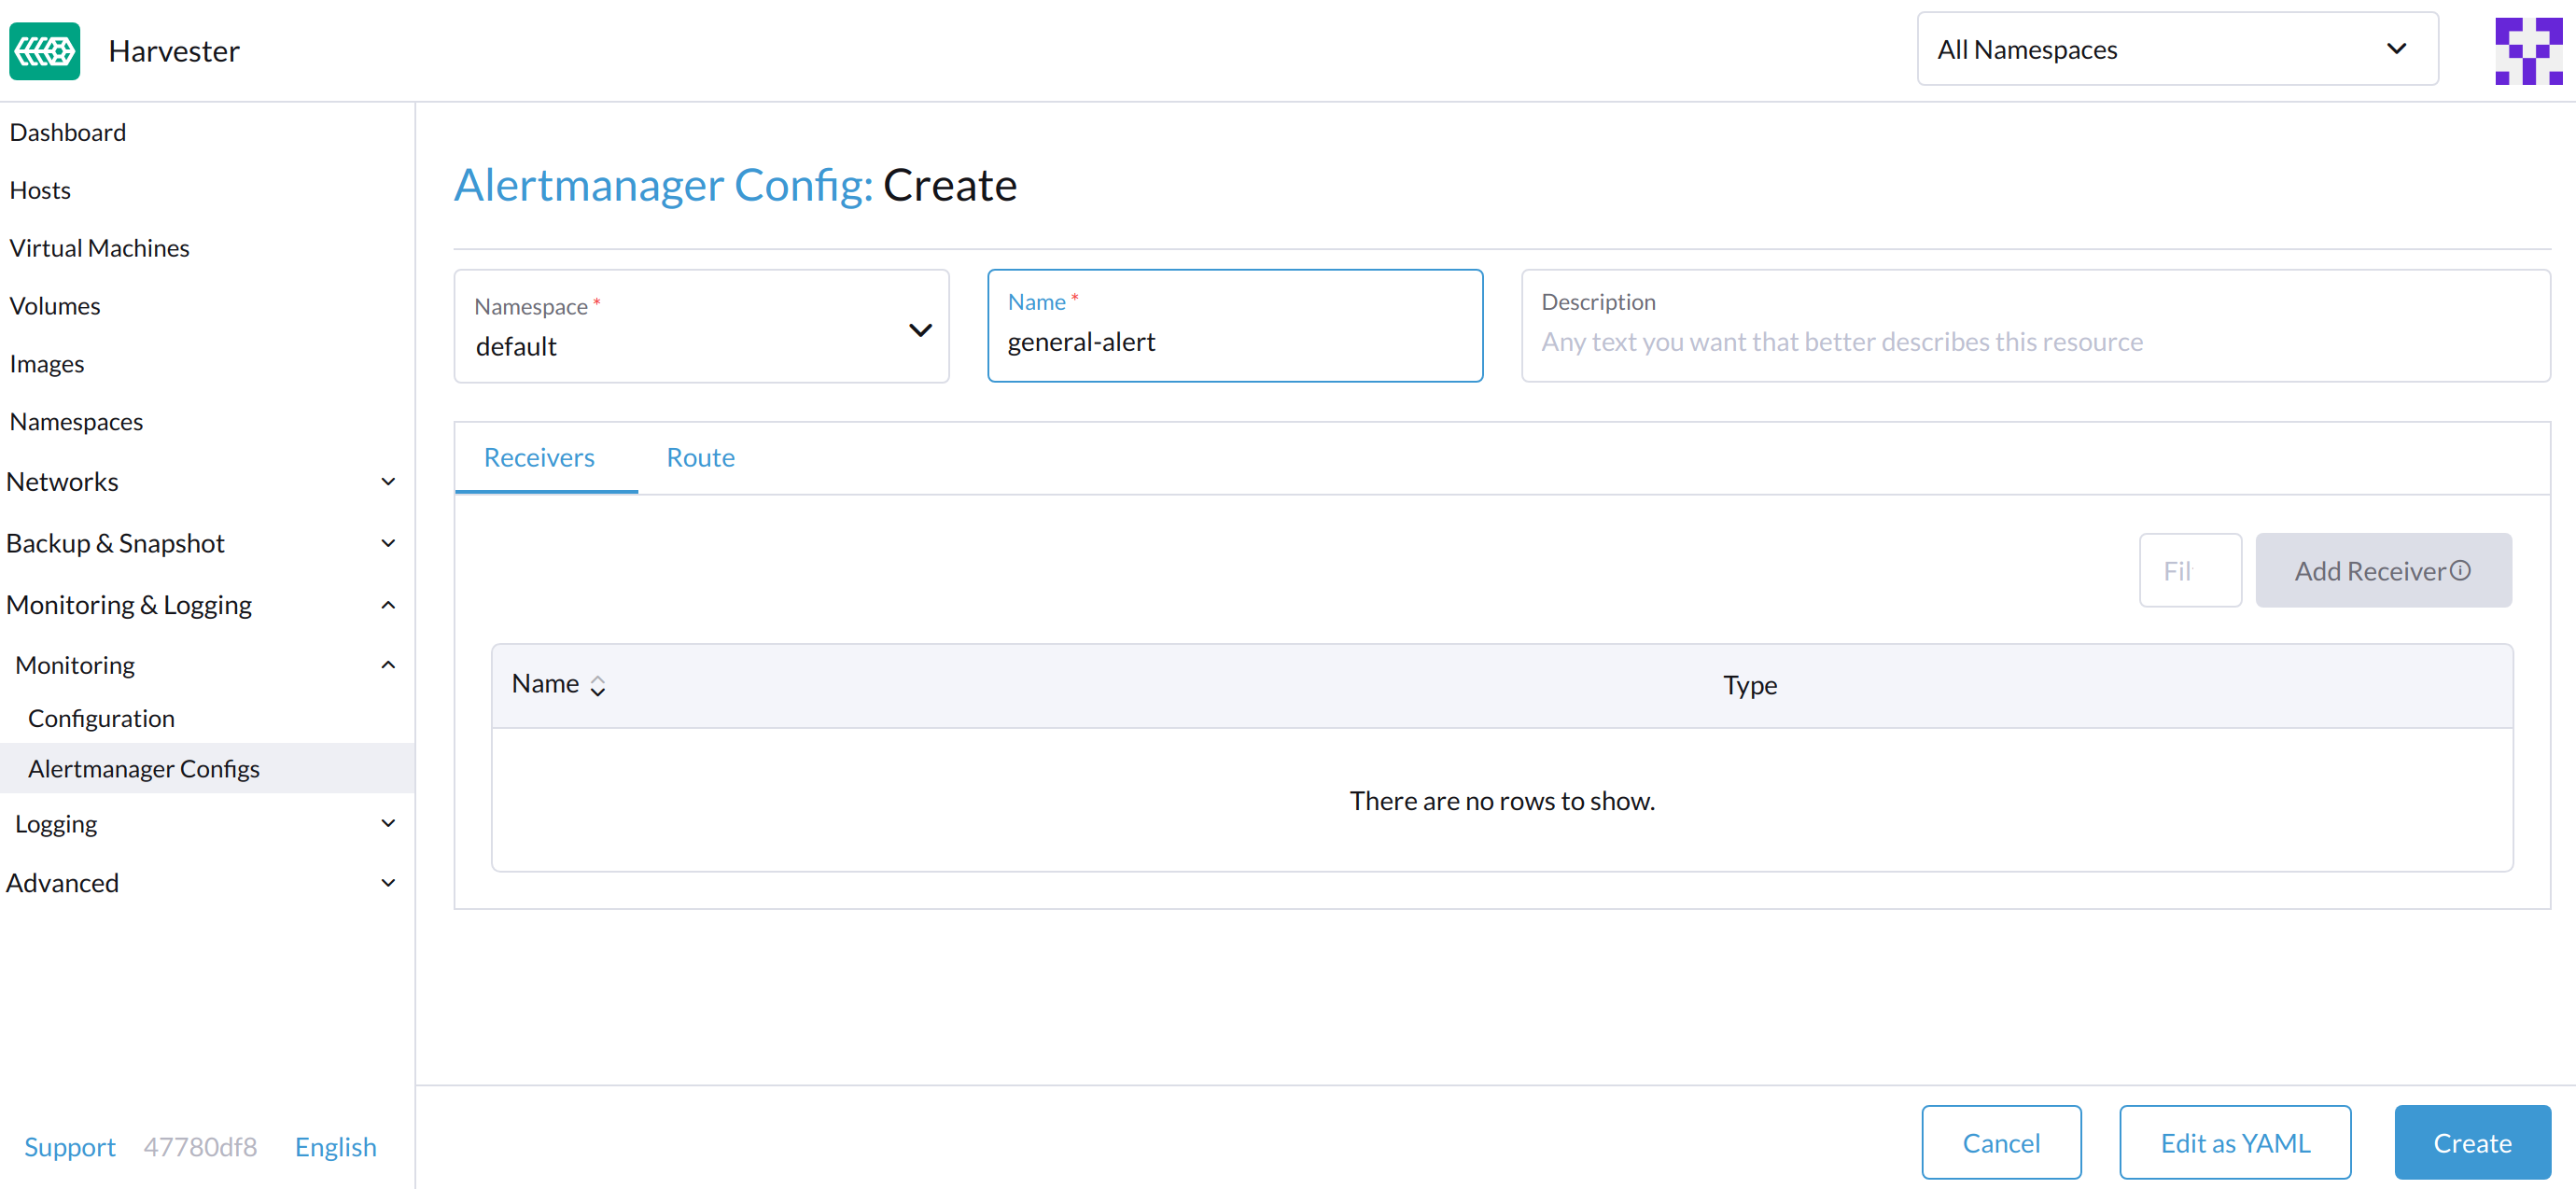 Harvester
All Namespaces
Dashboard
Hosts
Virtual Machines
Volumes
Images
Namespaces
Networks
Backup & Snapshot
Monitoring & Logging
Monitoring
Configuration
Alertmanager Configs
Logging
Advanced
Support 47780df8 English
Alertmanager Config: Create
Namespace *
default
Name *
general-alert
Description
Any text you want that better describes this resource
Receivers Route
Fil
Add Receiver
Name Type
There are no rows to show.
Cancel Edit as YAML Create